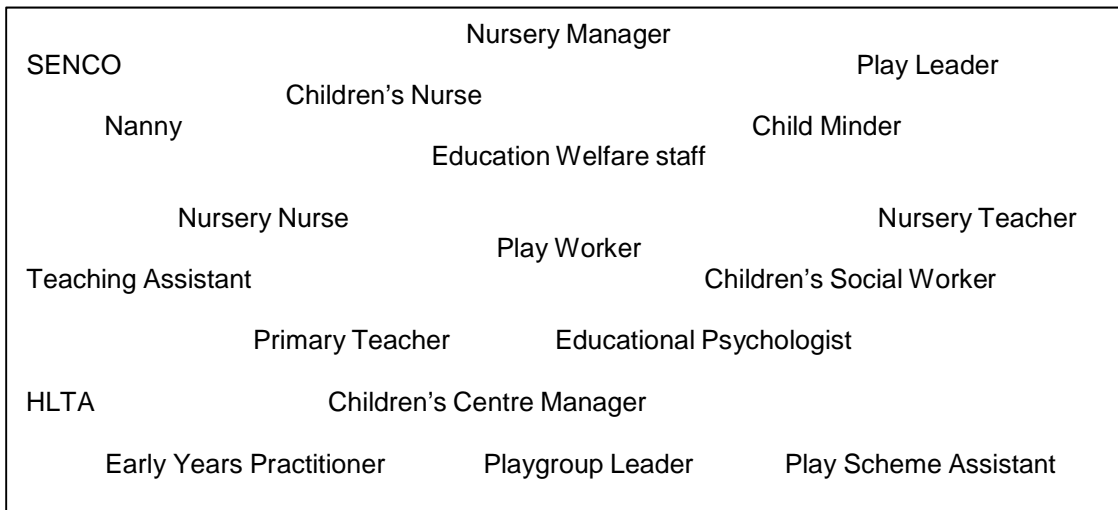 Nursery Manager
SENCO Play Leader
Children’s Nurse
Nanny Child Minder
Education Welfare staff
Nursery Nurse Nursery Teacher
Play Worker
Teaching Assistant Children’s Social Worker
Primary Teacher Educational Psychologist
HLTA Children’s Centre Manager
Early Years Practitioner Playgroup Leader Play Scheme Assistant